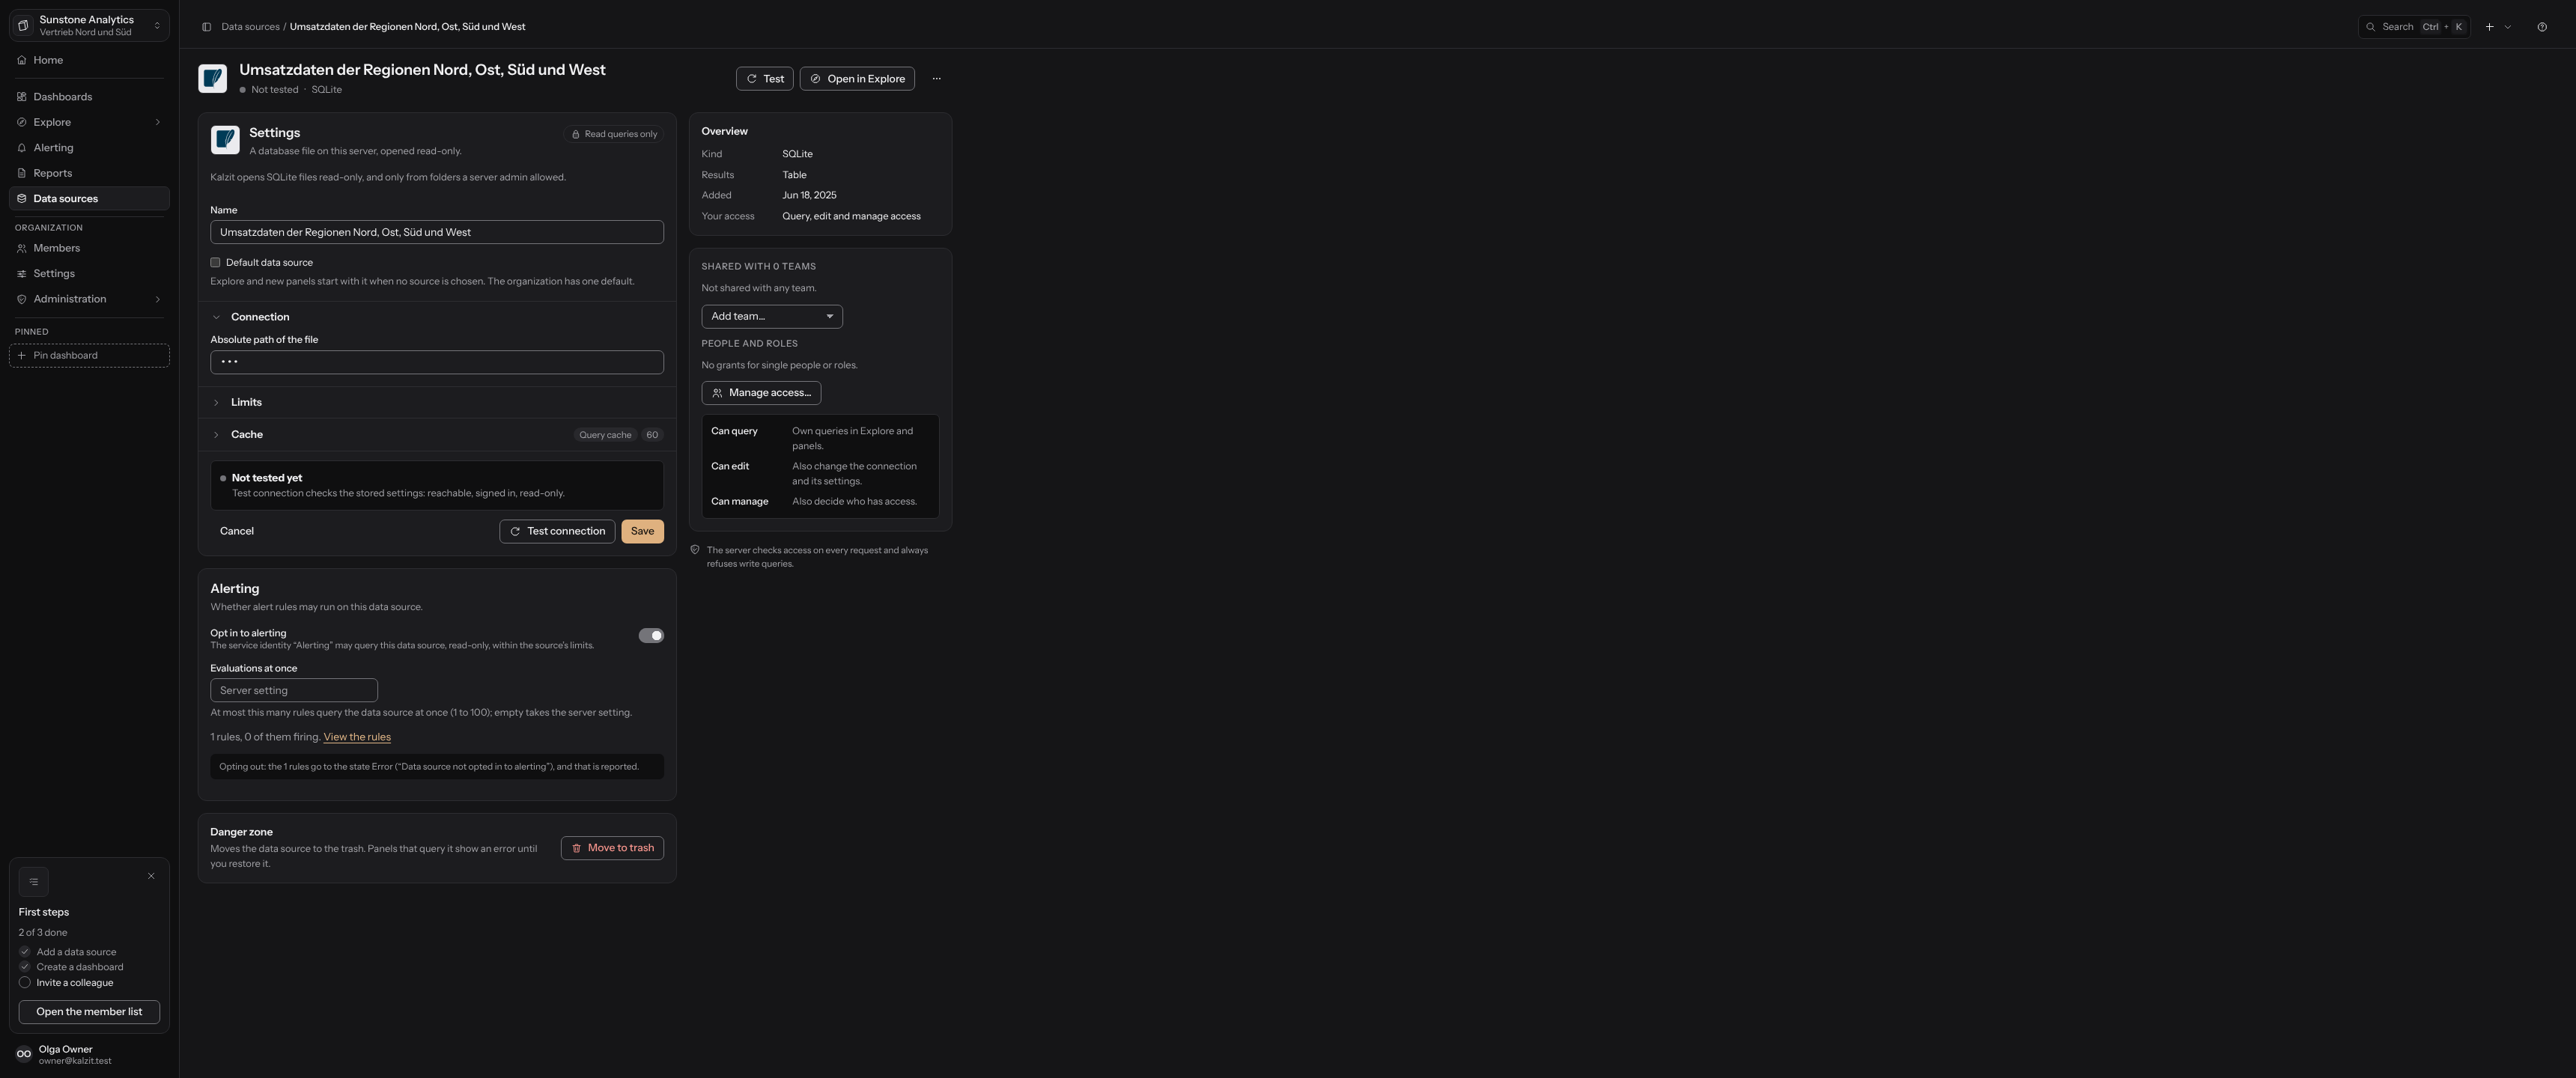 Sunstone Analytics
Vertrieb Nord und Süd
Home
Dashboards
Explore
Alerting
Reports
Data sources
ORGANIZATION
Members
Settings
Administration
PINNED
Pin dashboard
First steps
2 of 3 done
Add a data source
Create a dashboard
Invite a colleague
Open the member list
OO
Olga Owner
owner@kalzit.test
Data sources / Umsatzdaten der Regionen Nord, Ost, Süd und West
Search Ctrl + K
Umsatzdaten der Regionen Nord, Ost, Süd und West
Not tested · SQLite
Test
Open in Explore
Settings
A database file on this server, opened read-only.
Read queries only
Kalzit opens SQLite files read-only, and only from folders a server admin allowed.
Name
Umsatzdaten der Regionen Nord, Ost, Süd und West
Default data source
Explore and new panels start with it when no source is chosen. The organization has one default.
Connection
Absolute path of the file
•••
Limits
Cache
Query cache 60
Not tested yet
Test connection checks the stored settings: reachable, signed in, read-only.
Cancel
Test connection
Save
Alerting
Whether alert rules may run on this data source.
Opt in to alerting
The service identity “Alerting” may query this data source, read-only, within the source's limits.
Evaluations at once
Server setting
At most this many rules query the data source at once (1 to 100); empty takes the server setting.
1 rules, 0 of them firing. View the rules
Opting out: the 1 rules go to the state Error (“Data source not opted in to alerting”), and that is reported.
Danger zone
Moves the data source to the trash. Panels that query it show an error until
you restore it.
Move to trash
Overview
Kind SQLite
Results Table
Added Jun 18, 2025
Your access Query, edit and manage access
SHARED WITH 0 TEAMS
Not shared with any team.
Add team...
PEOPLE AND ROLES
No grants for single people or roles.
Manage access...
Can query Own queries in Explore and
panels.
Can edit Also change the connection
and its settings.
Can manage Also decide who has access.
The server checks access on every request and always
refuses write queries.